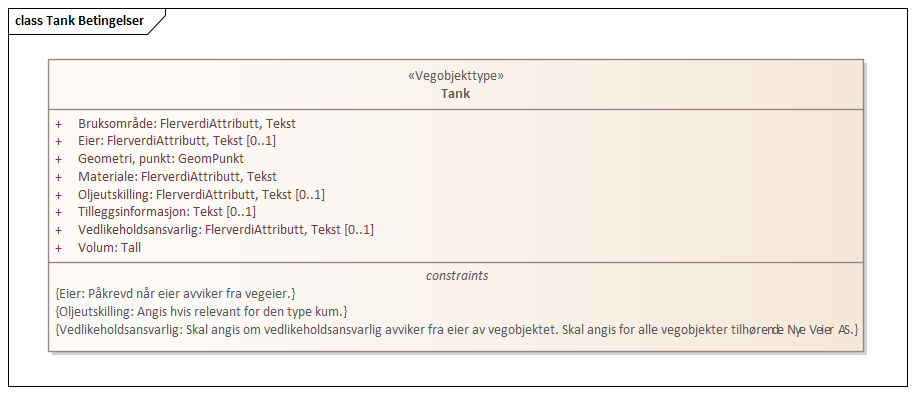 class Tank Betingelser
«Vegobjekttype»
Tank
+ Bruksområde: FlerverdiAttributt, Tekst
+ Eier: FlerverdiAttributt, Tekst [0..1]
+ Geometri, punkt: GeomPunkt
+ Materiale: FlerverdiAttributt, Tekst
+ Oljeutskilling: FlerverdiAttributt, Tekst [0..1]
+ Tilleggsinformasjon: Tekst [0..1]
+ Vedlikeholdsansvarlig: FlerverdiAttributt, Tekst [0..1]
+ Volum: Tall
constraints
{Eier: Påkrevd når eier avviker fra vegeier.}
{Oljeutskilling: Angis hvis relevant for den type kum.}
{Vedlikeholdsansvarlig: Skal angis om vedlikeholdsansvarlig avviker fra eier av vegobjektet. Skal angis for alle vegobjekter tilhørende Nye Veier AS.}